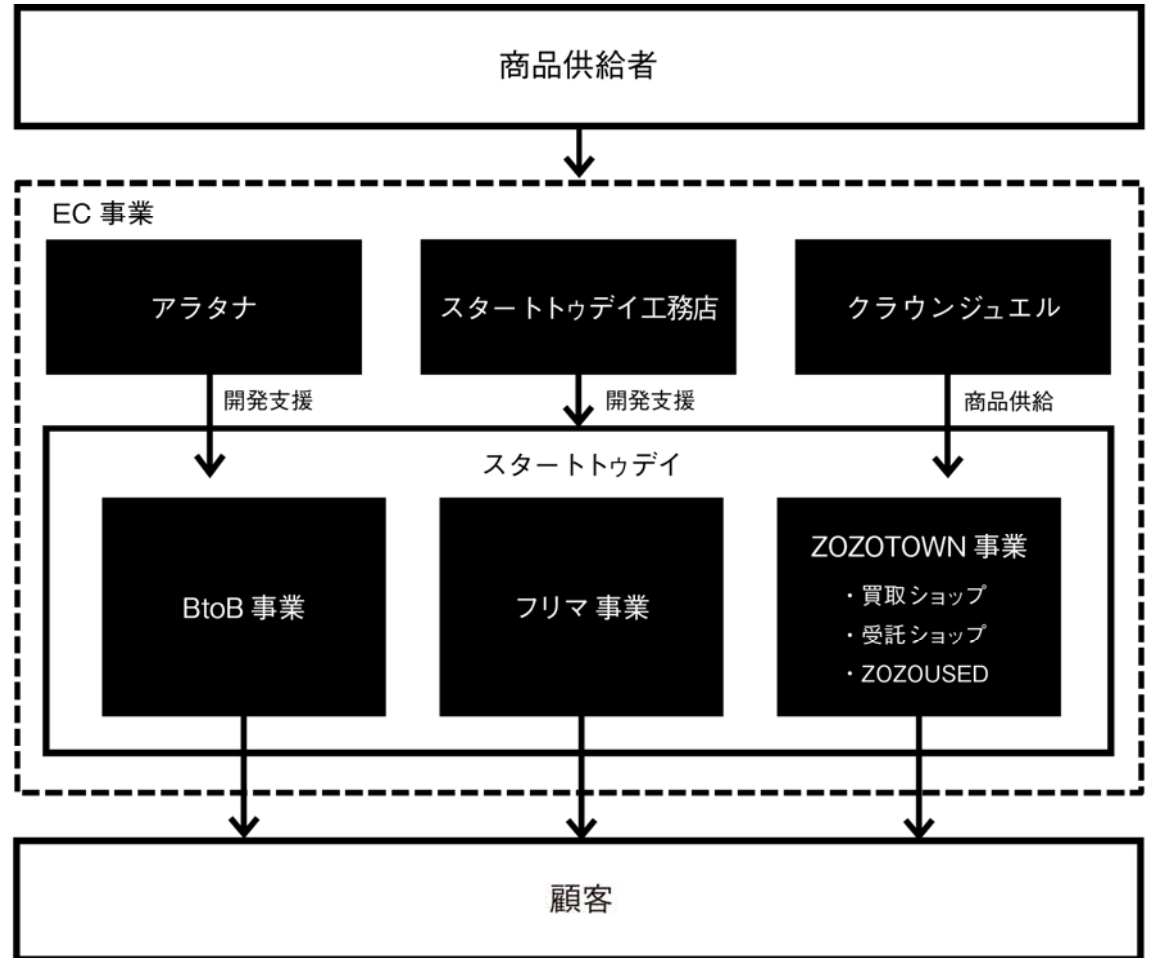 商品供給者
EC 事業
アラタナ
スタートトゥデイ工務店
クラウンジュエル
開発支援
開発支援
商品供給
スタートトゥデイ
BtoB 事業
フリマ 事業
ZOZOTOWN 事業
・買取ショップ
・受託ショップ
・ZOZOUSED
顧客